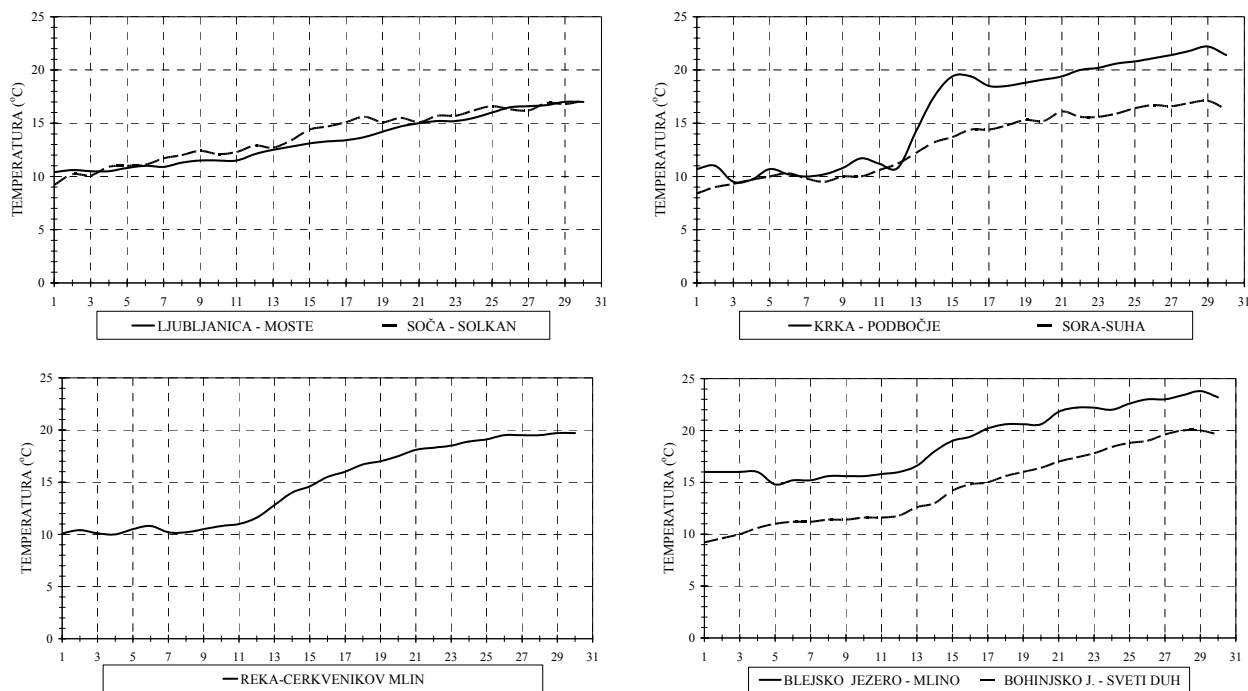 25
20
15
10
5
0
TEMPERATURA (°C)
1 3 5 7 9 11 13 15 17 19 21 23 25 27 29 31
LJUBLJANICA - MOSTE SOČA - SOLKAN
25
20
15
10
5
0
TEMPERATURA (°C)
1 3 5 7 9 11 13 15 17 19 21 23 25 27 29 31
KRKA - PODBOČJE SORA-SUHA
25
20
15
10
5
0
TEMPERATURA (°C)
1 3 5 7 9 11 13 15 17 19 21 23 25 27 29 31
REKA-CERKVENIKOV MLIN
25
20
15
10
5
0
TEMPERATURA (°C)
1 3 5 7 9 11 13 15 17 19 21 23 25 27 29 31
BLEJSKO JEZERO - MLINO BOHINJSKO J. - SVETI DUH